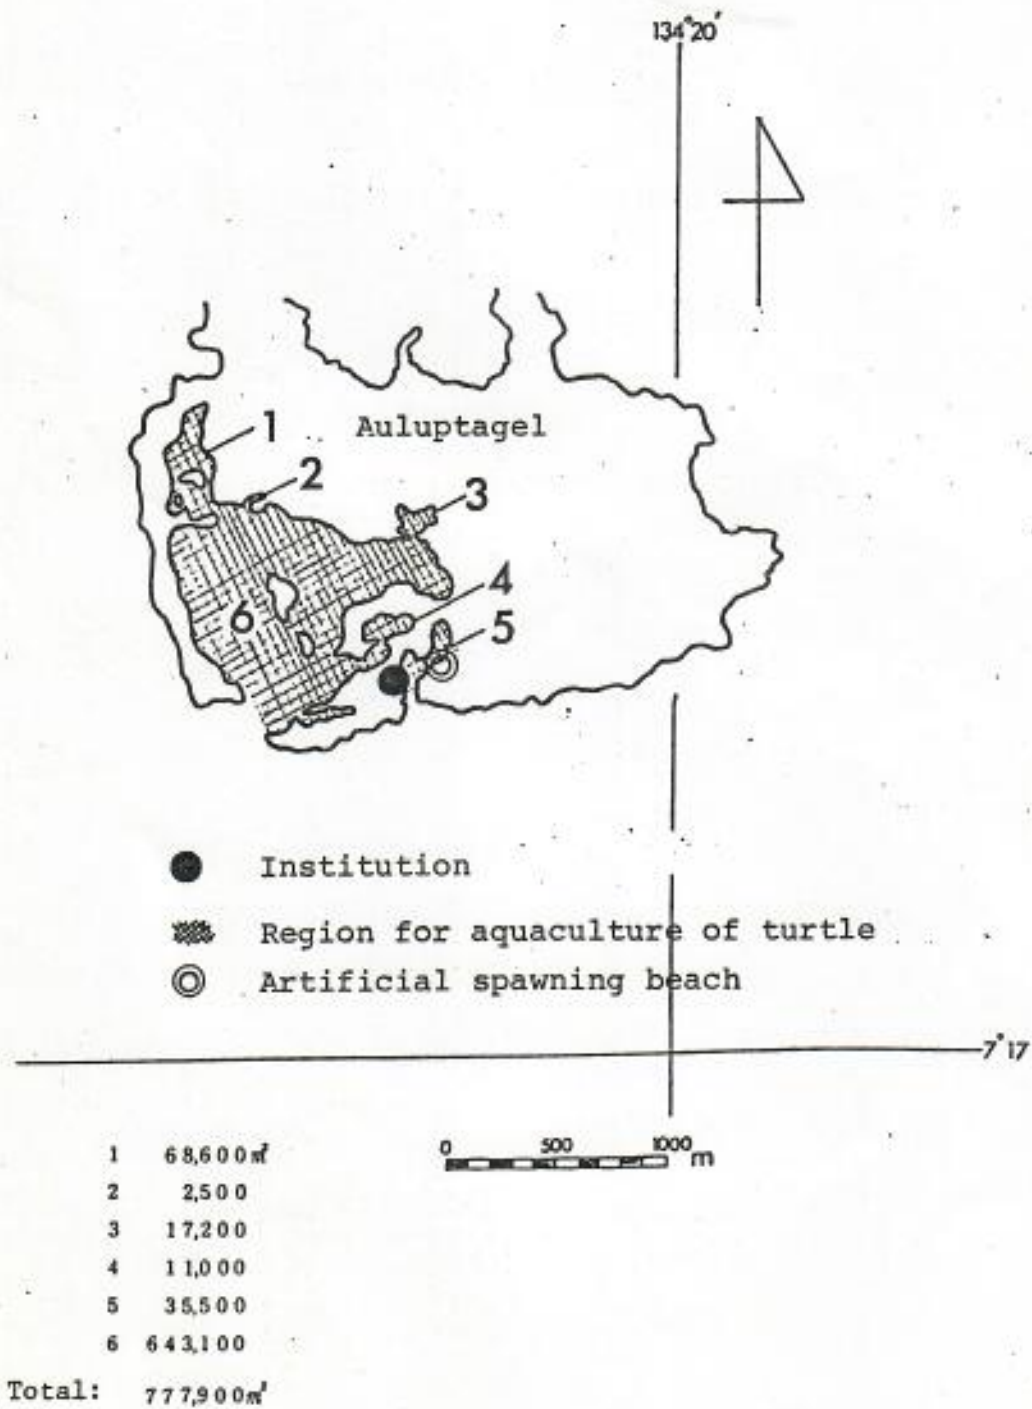 134°20′
1
Auluptagel
2
3
4
6
5
Institution
Region for aquaculture of turtle
Artificial spawning beach
7°17
0 500 1000 m
1 68,600㎡
2 2,500
3 17,200
4 11,000
5 35,500
6 643,100
Total: 777,900㎡